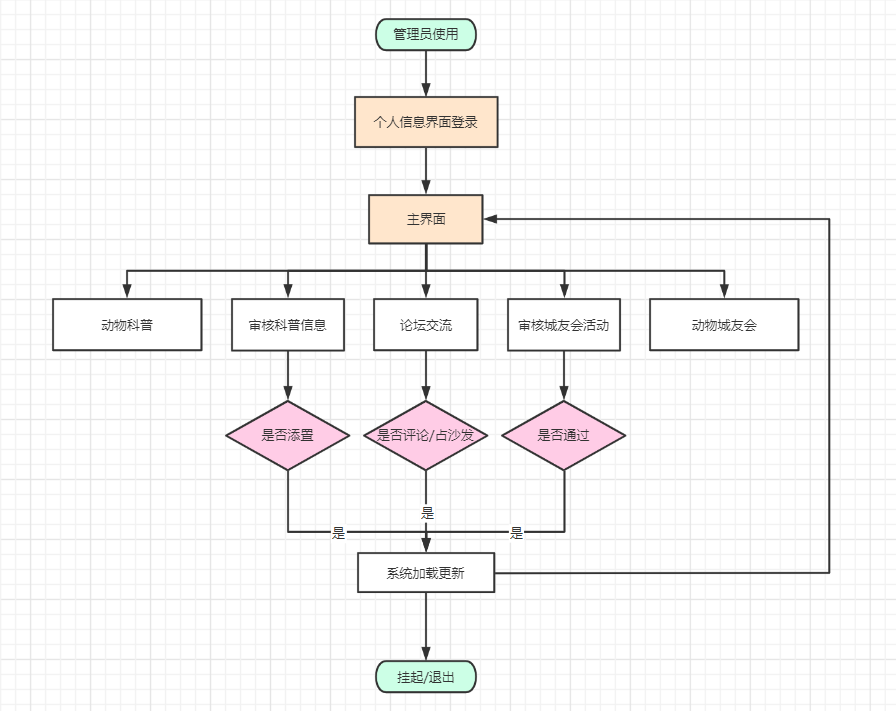 管理员使用
个人信息界面登录
主界面
动物科普
审核科普信息
论坛交流
审核城友会活动
动物城友会
是否添置
是否评论/占沙发
是否通过
是
是
是
系统加载更新
挂起/退出